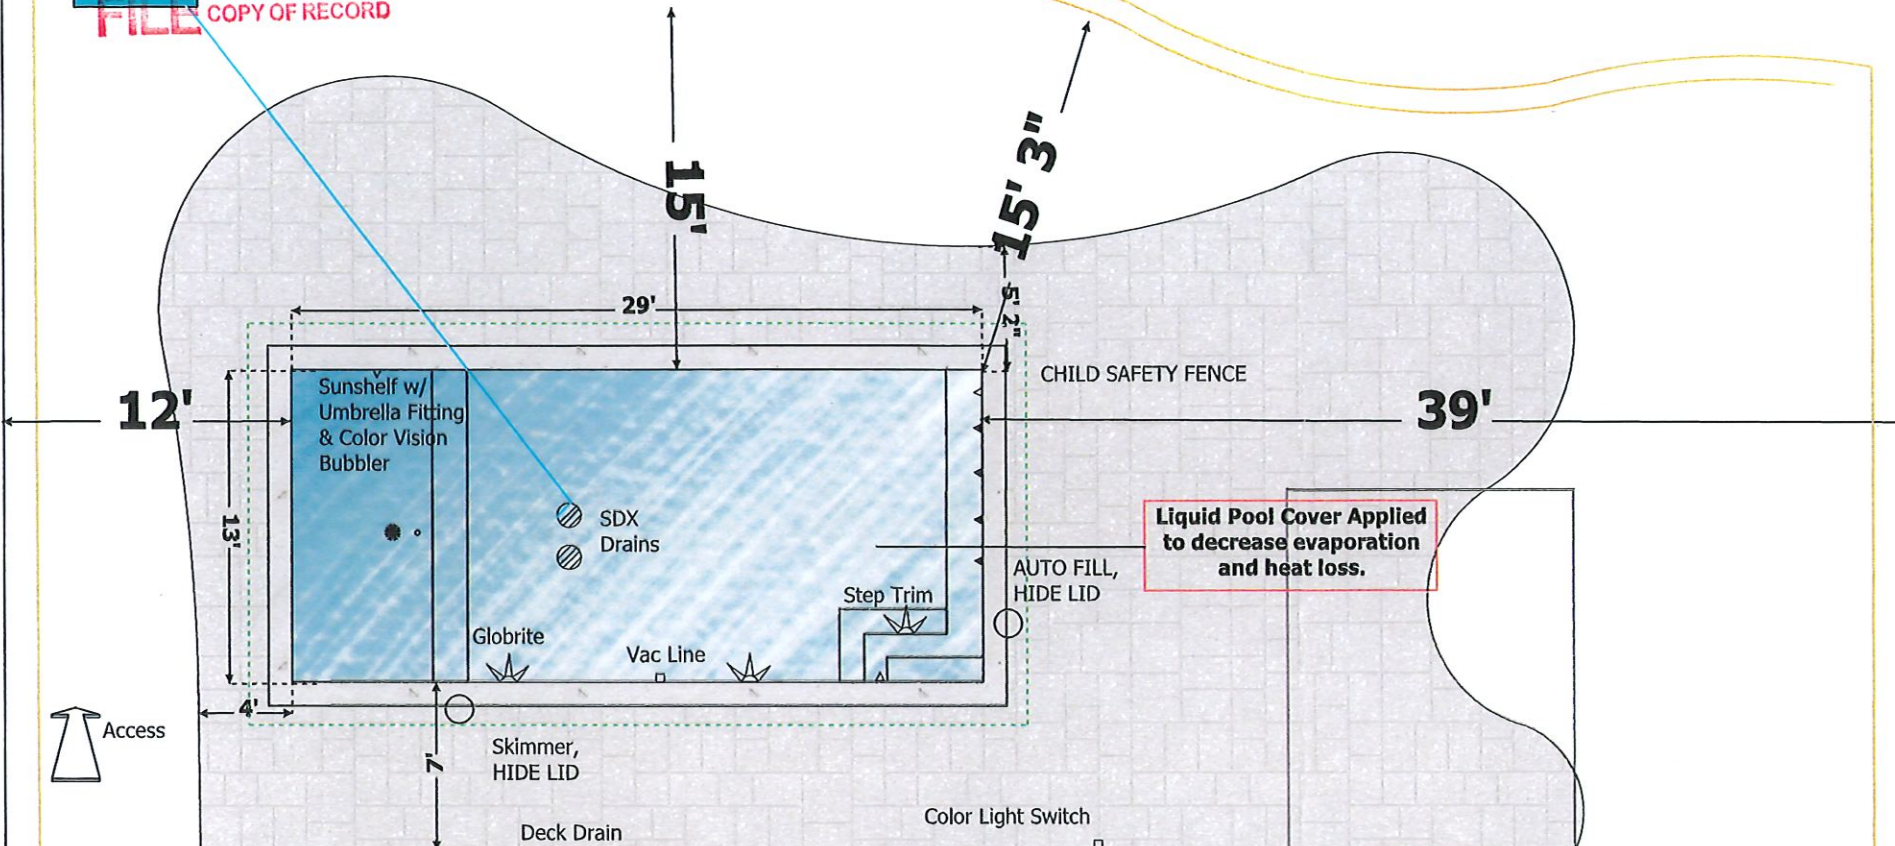 FILE
COPY OF RECORD
15'
15' 3"
29'
5' 2"
CHILD SAFETY FENCE
12'
39'
Sunshelf w/
Umbrella Fitting
& Color Vision
Bubbler
13'
SDX
Drains
Liquid Pool Cover Applied
to decrease evaporation
and heat loss.
AUTO FILL,
HIDE LID
Step Trim
Globrite
Vac Line
4'
Access
Skimmer,
HIDE LID
7'
Color Light Switch
Deck Drain